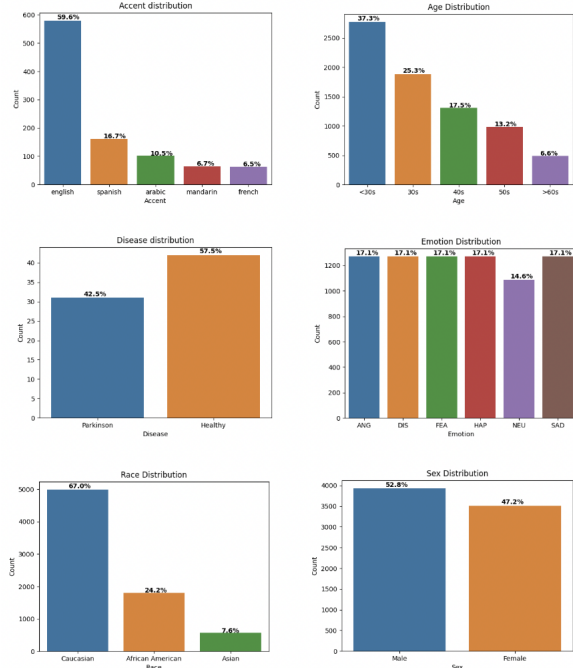 Accent distribution
600
500
400
300
200
100
0
Count
59.6%
16.7%
10.5%
6.7%
6.5%
english spanish arabic mandarin french
Accent
Age Distribution
2500
2000
1500
1000
500
0
Count
37.3%
25.3%
17.5%
13.2%
6.6%
<30s 30s 40s 50s >60s
Age
Disease distribution
40
35
30
25
20
15
10
5
0
Count
42.5%
57.5%
Parkinson Healthy
Disease
Emotion Distribution
1200
1000
800
600
400
200
0
Count
17.1% 17.1% 17.1% 17.1% 14.6% 17.1%
ANG DIS FEA HAP NEU SAD
Emotion
Race Distribution
5000
4000
3000
2000
1000
0
Count
67.0%
24.2%
7.6%
Caucasian African American Asian
Race
Sex Distribution
4000
3500
3000
2500
2000
1500
1000
500
0
Count
52.8%
47.2%
Male Female
Sex